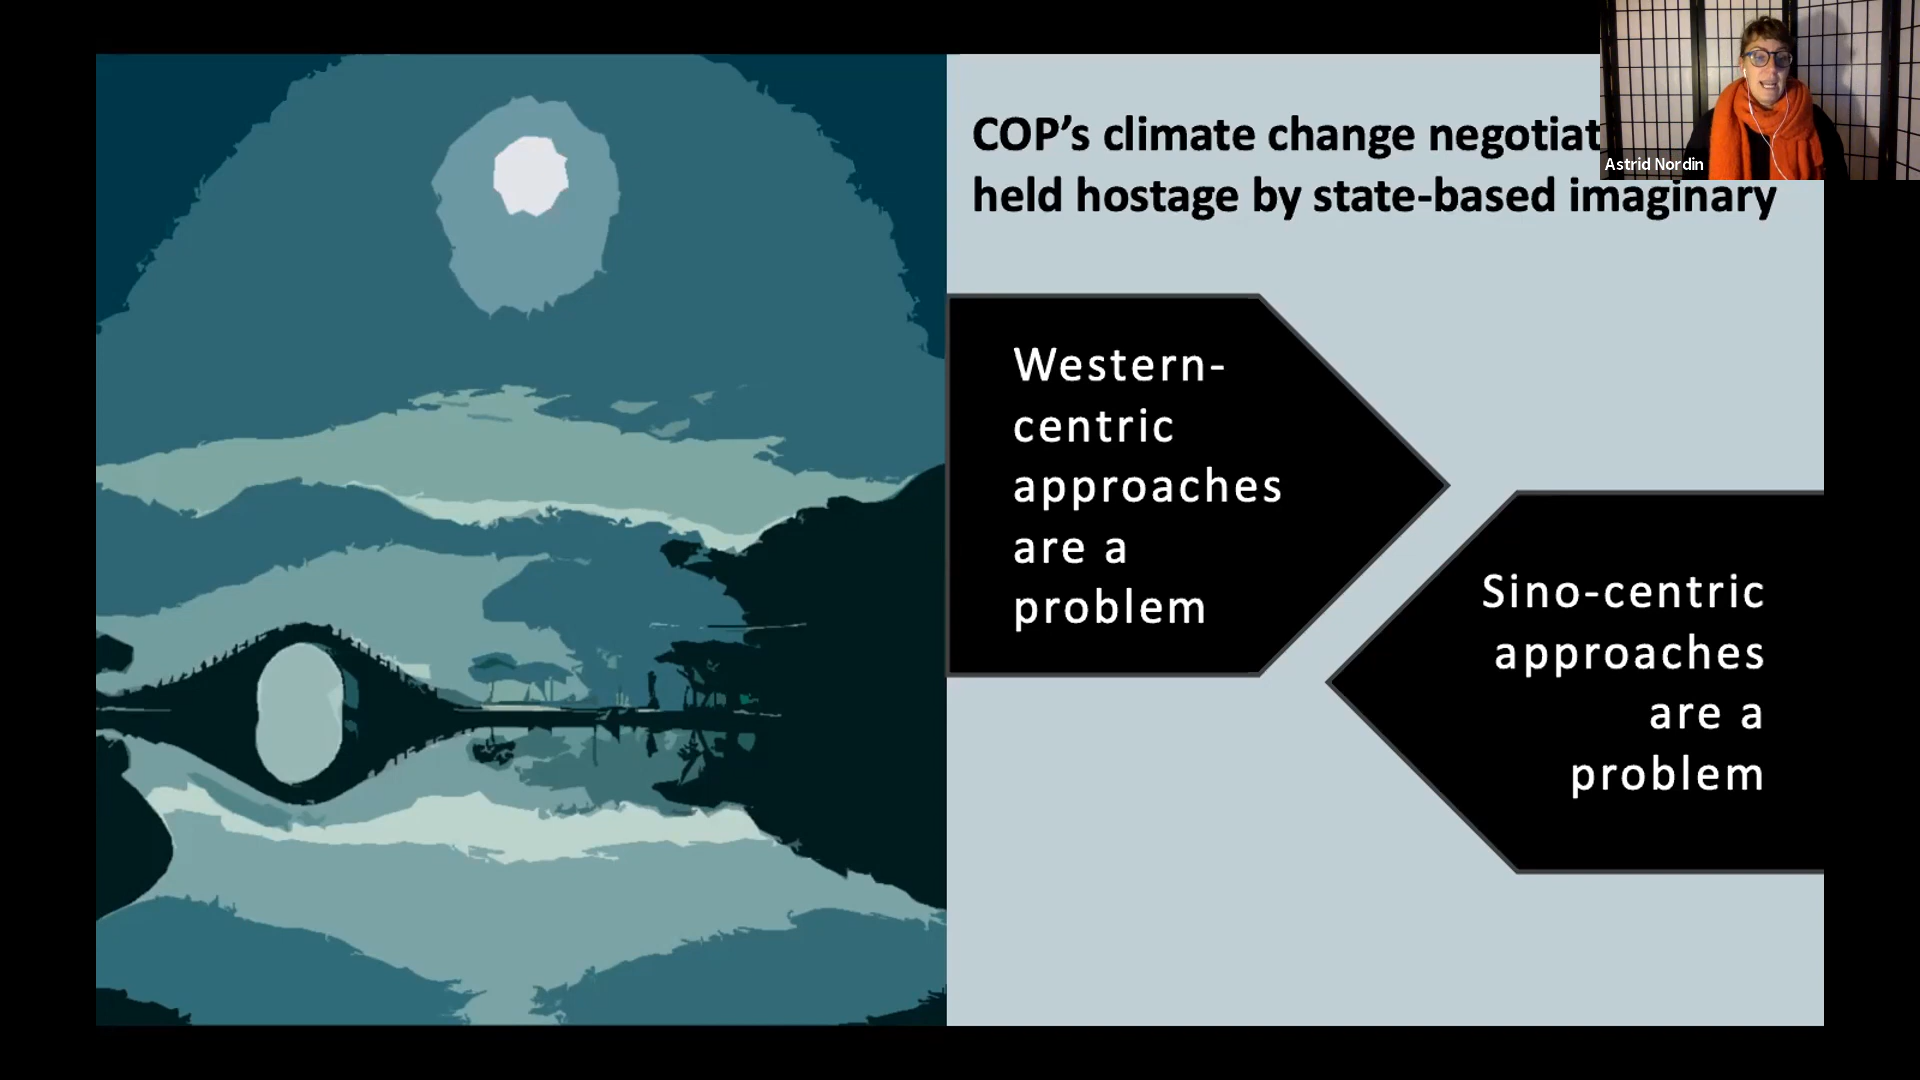 COP’s climate change negotiat
held hostage by state-based imaginary
Western-
centric
approaches
are a
problem
Sino-centric
approaches
are a
problem
Astrid Nordin